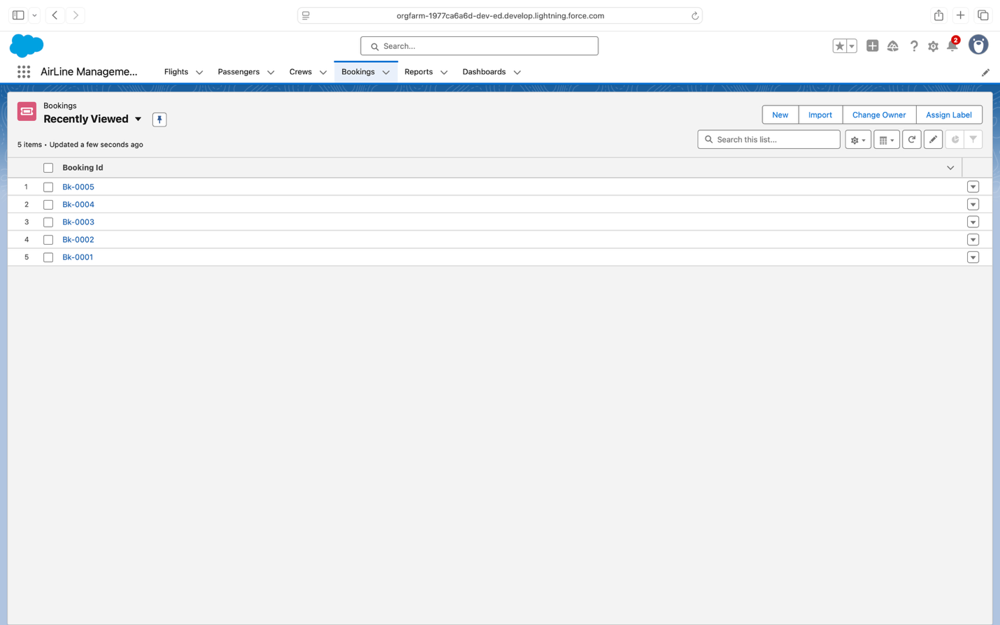 orgfarm-1977ca6a6d-dev-ed.develop.lightning.force.com
Search...
2
AirLine Manageme...
Flights
Passengers
Crews
Bookings
Reports
Dashboards
Bookings
Recently Viewed
New
Import
Change Owner
Assign Label
5 items • Updated a few seconds ago
Search this list...
Booking Id
1 Bk-0005
2 Bk-0004
3 Bk-0003
4 Bk-0002
5 Bk-0001